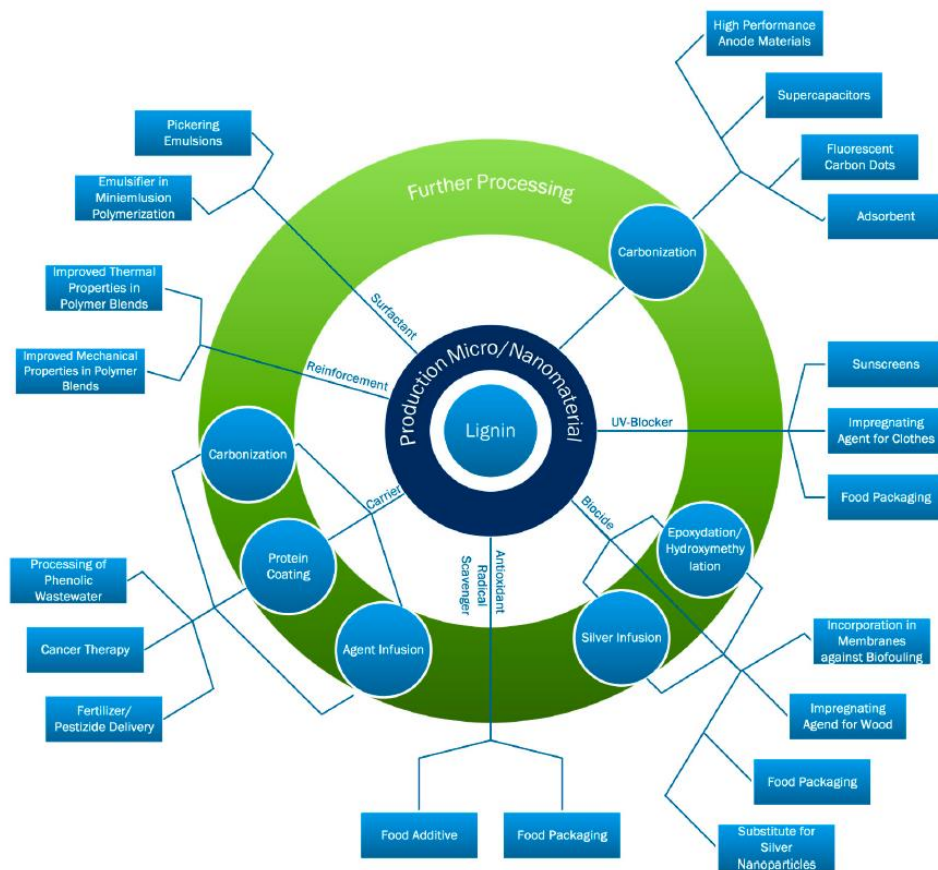 High Performance
Anode Materials
Supercapacitors
Fluorescent
Carbon Dots
Adsorbent
Pickering
Emulsions
Emulsifier in
Miniemlusion
Polymerization
Further Processing
Carbonization
Improved Thermal
Properties in
Polymer Blends
Improved Mechanical
Properties in Polymer
Blends
Surfactant
Reinforcement
Production Micro/Nanomaterial
Lignin
UV-Blocker
Sunscreens
Impregnating
Agent for Clothes
Food Packaging
Carbonization
Carrier
Biocide
Protein
Coating
Agent Infusion
Antioxidant
Radical
Scavenger
Silver Infusion
Epoxydation/
Hydroxymethy
lation
Processing of
Phenolic
Wastewater
Cancer Therapy
Fertilizer/
Pestizide Delivery
Incorporation in
Membranes
against Biofouling
Impregnating
Agend for Wood
Food Packaging
Substitute for
Silver
Nanoparticles
Food Additive
Food Packaging